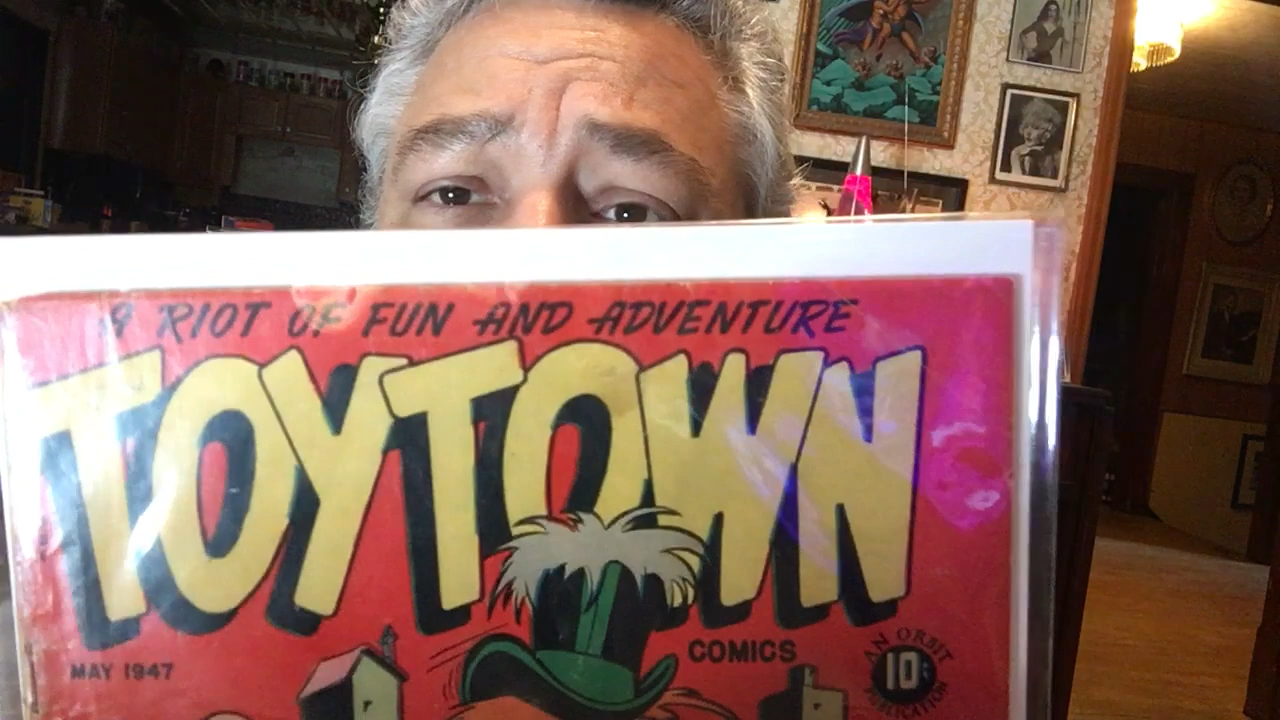 A RIOT OF FUN AND ADVENTURE
TOYTOWN
COMICS
MAY 1947
AN ORBIT
10¢
PUBLICATION